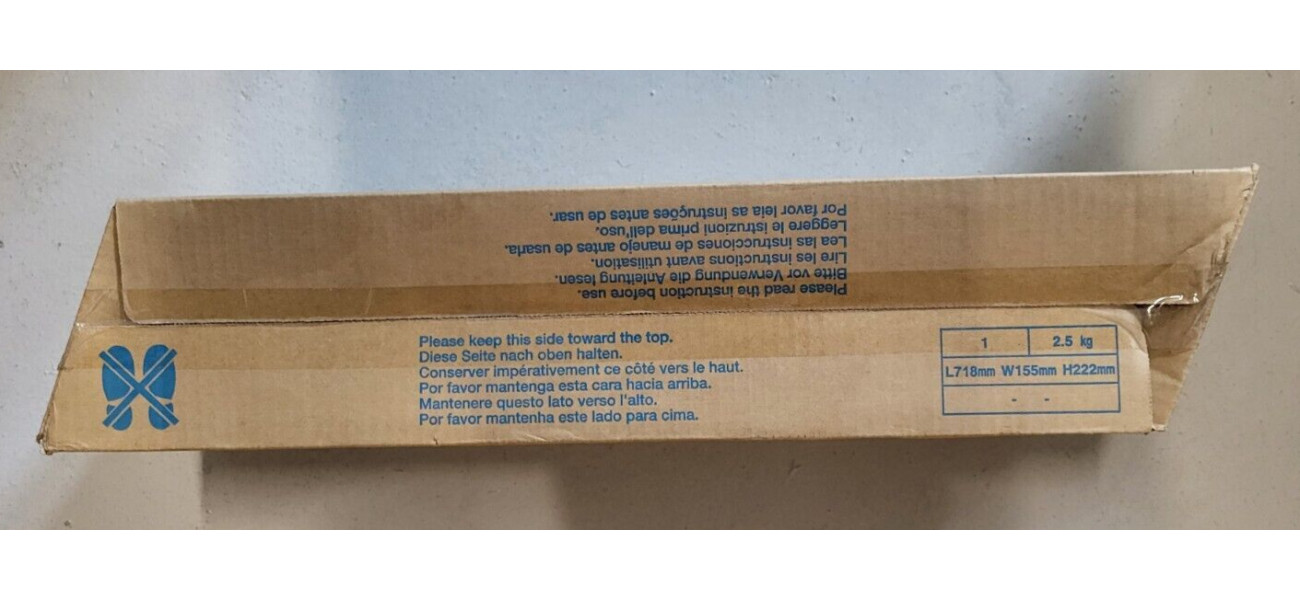 Por favor leia as instruções antes de usar.
Leggere le istruzioni prima dell'uso.
Lea las instrucciones de manejo antes de usarla.
Lire les instructions avant utilisation.
Bitte vor Verwendung die Anleitung lesen.
Please read the instruction before use.
Please keep this side toward the top.
Diese Seite nach oben halten.
Conserver impérativement ce côté vers le haut.
Por favor mantenga esta cara hacia arriba.
Mantenere questo lato verso l'alto.
Por favor mantenha este lado para cima.
1 2.5 kg
L718mm W155mm H222mm
- -